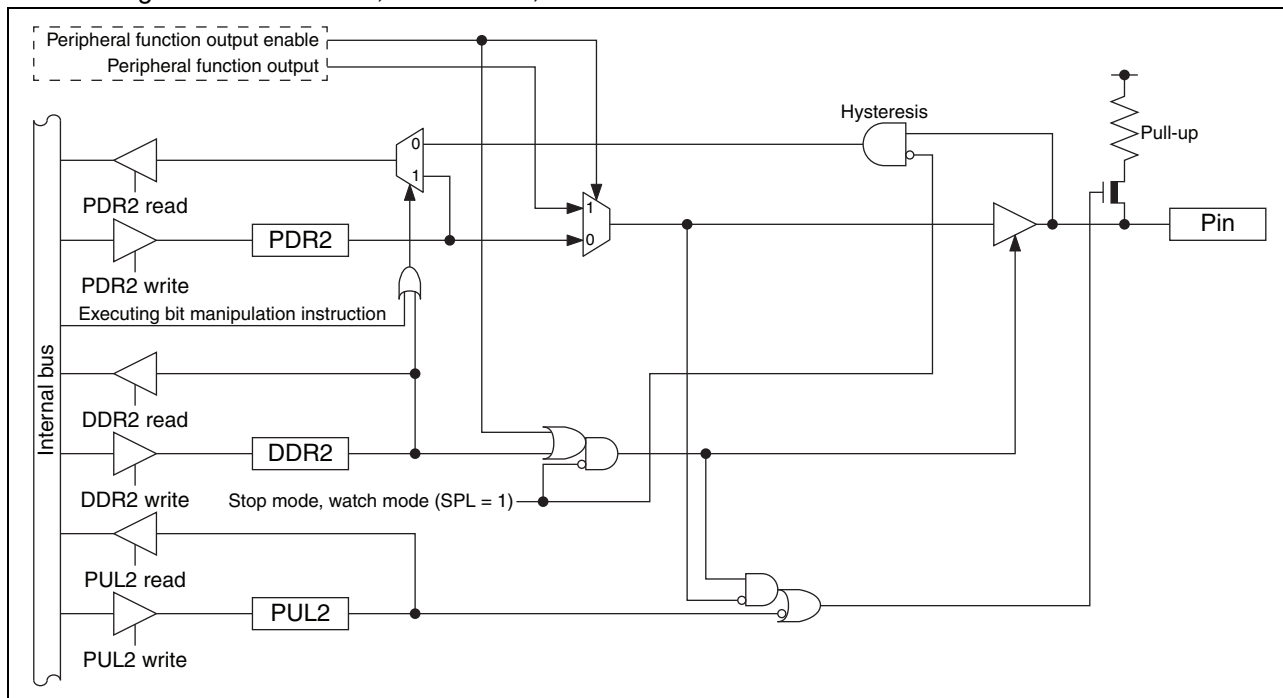 Peripheral function output enable
Peripheral function output
Hysteresis
Pull-up
0
1
PDR2 read
1
0
PDR2
Pin
PDR2 write
Executing bit manipulation instruction
Internal bus
DDR2 read
DDR2
DDR2 write
Stop mode, watch mode (SPL = 1)
PUL2 read
PUL2
PUL2 write